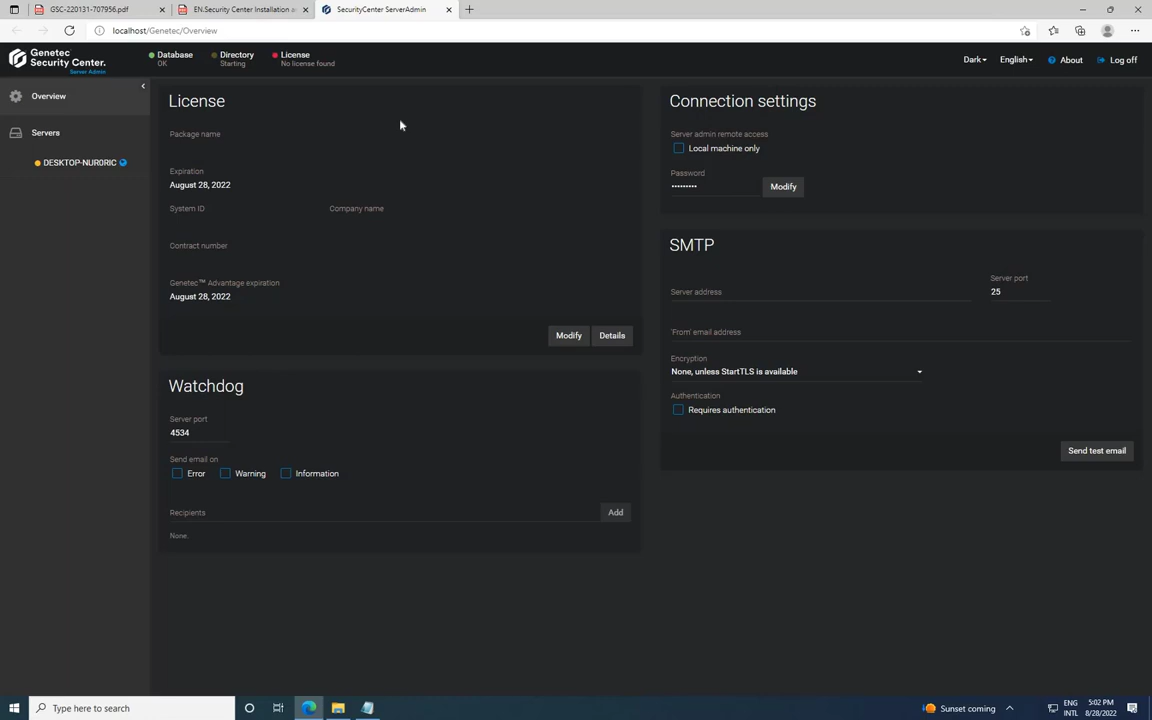 GSC-220131-707956.pdf
EN.Security Center Installation a
SecurityCenter ServerAdmin
localhost/Genetec/Overview
Genetec
Security Center.
Server Admin
Database
OK
Directory
Starting
License
No license found
Dark
English
About
Log off
Overview
Servers
DESKTOP-NUR0RIC
License
Package name
Expiration
August 28, 2022
System ID
Company name
Contract number
Genetec™ Advantage expiration
August 28, 2022
Modify
Details
Watchdog
Server port
4534
Send email on
Error
Warning
Information
Recipients
Add
None.
Connection settings
Server admin remote access
Local machine only
Password
•••••••••
Modify
SMTP
Server address
Server port
25
'From' email address
Encryption
None, unless StartTLS is available
Authentication
Requires authentication
Send test email
Type here to search
Sunset coming
ENG
INTL
5:02 PM
8/28/2022